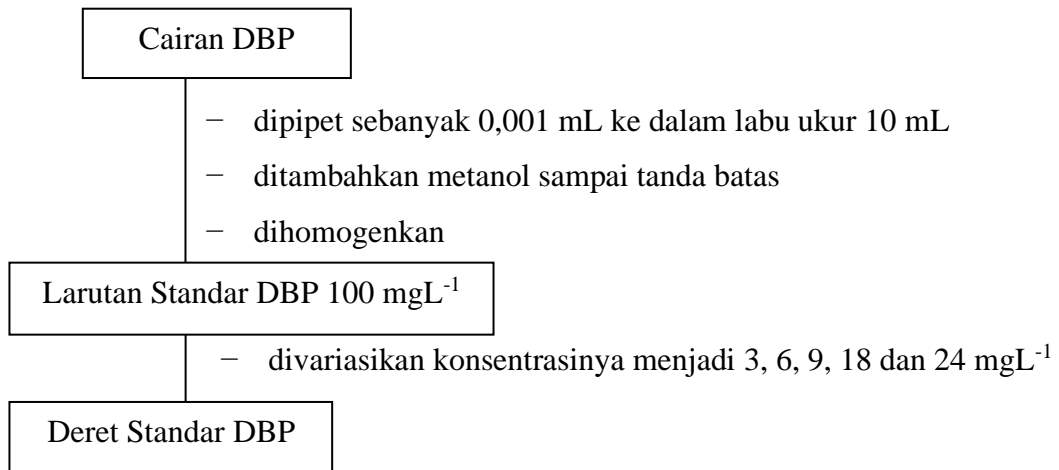 Cairan DBP
− dipipet sebanyak 0,001 mL ke dalam labu ukur 10 mL
− ditambahkan metanol sampai tanda batas
− dihomogenkan
Larutan Standar DBP 100 mgL⁻¹
− divariasikan konsentrasinya menjadi 3, 6, 9, 18 dan 24 mgL⁻¹
Deret Standar DBP